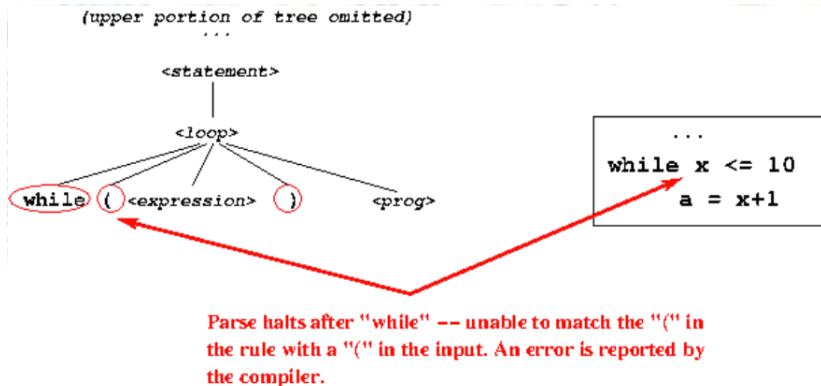 (upper portion of tree omitted)
...
<statement>
<loop>
while ( <expression> ) <prog>
...
while x <= 10
a = x+1
Parse halts after "while" -- unable to match the "(" in
the rule with a "(" in the input. An error is reported by
the compiler.